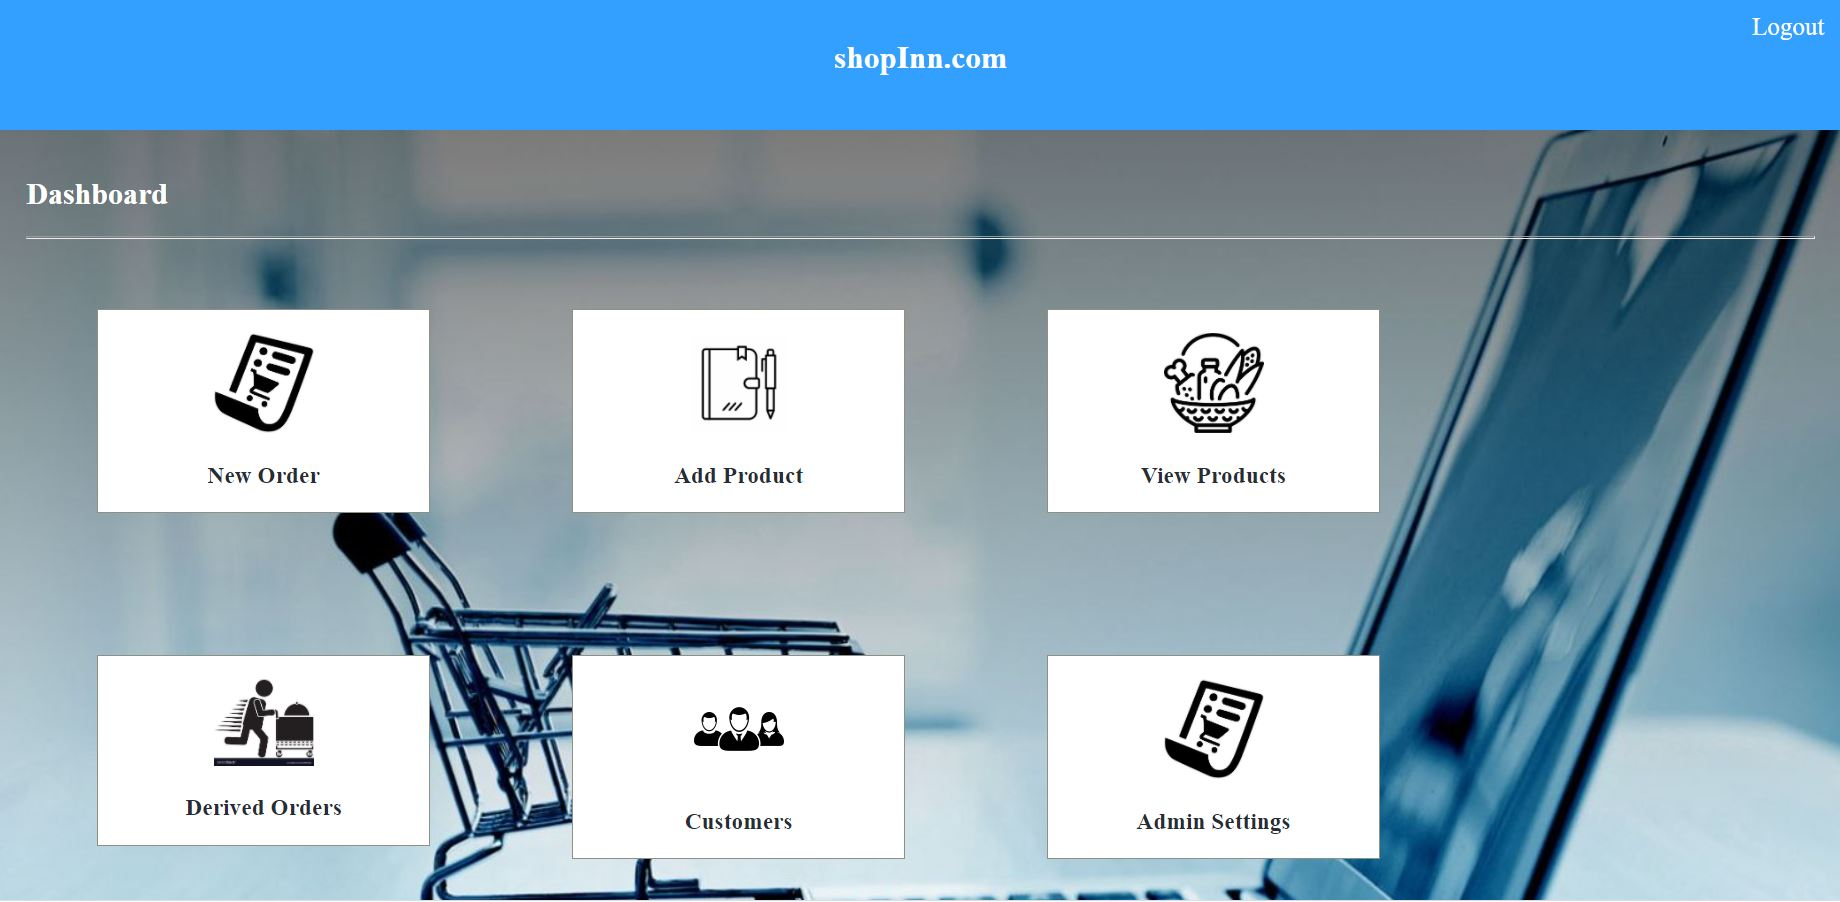 Logout
shopInn.com
Dashboard
New Order
Add Product
View Products
Derived Orders
Customers
Admin Settings